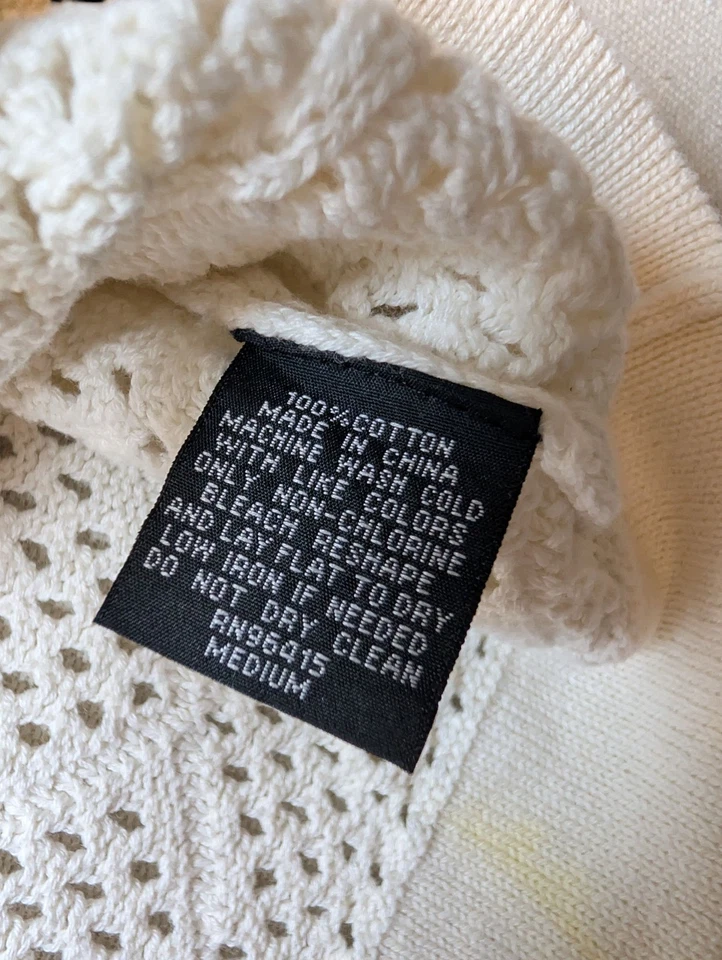 100% COTTON
MADE IN CHINA
MACHINE WASH COLD
WITH LIKE COLORS
ONLY NON-CHLORINE
BLEACH RESHAPE
AND LAY FLAT TO DRY
LOW IRON IF NEEDED
DO NOT DRY CLEAN
RN96415
MEDIUM